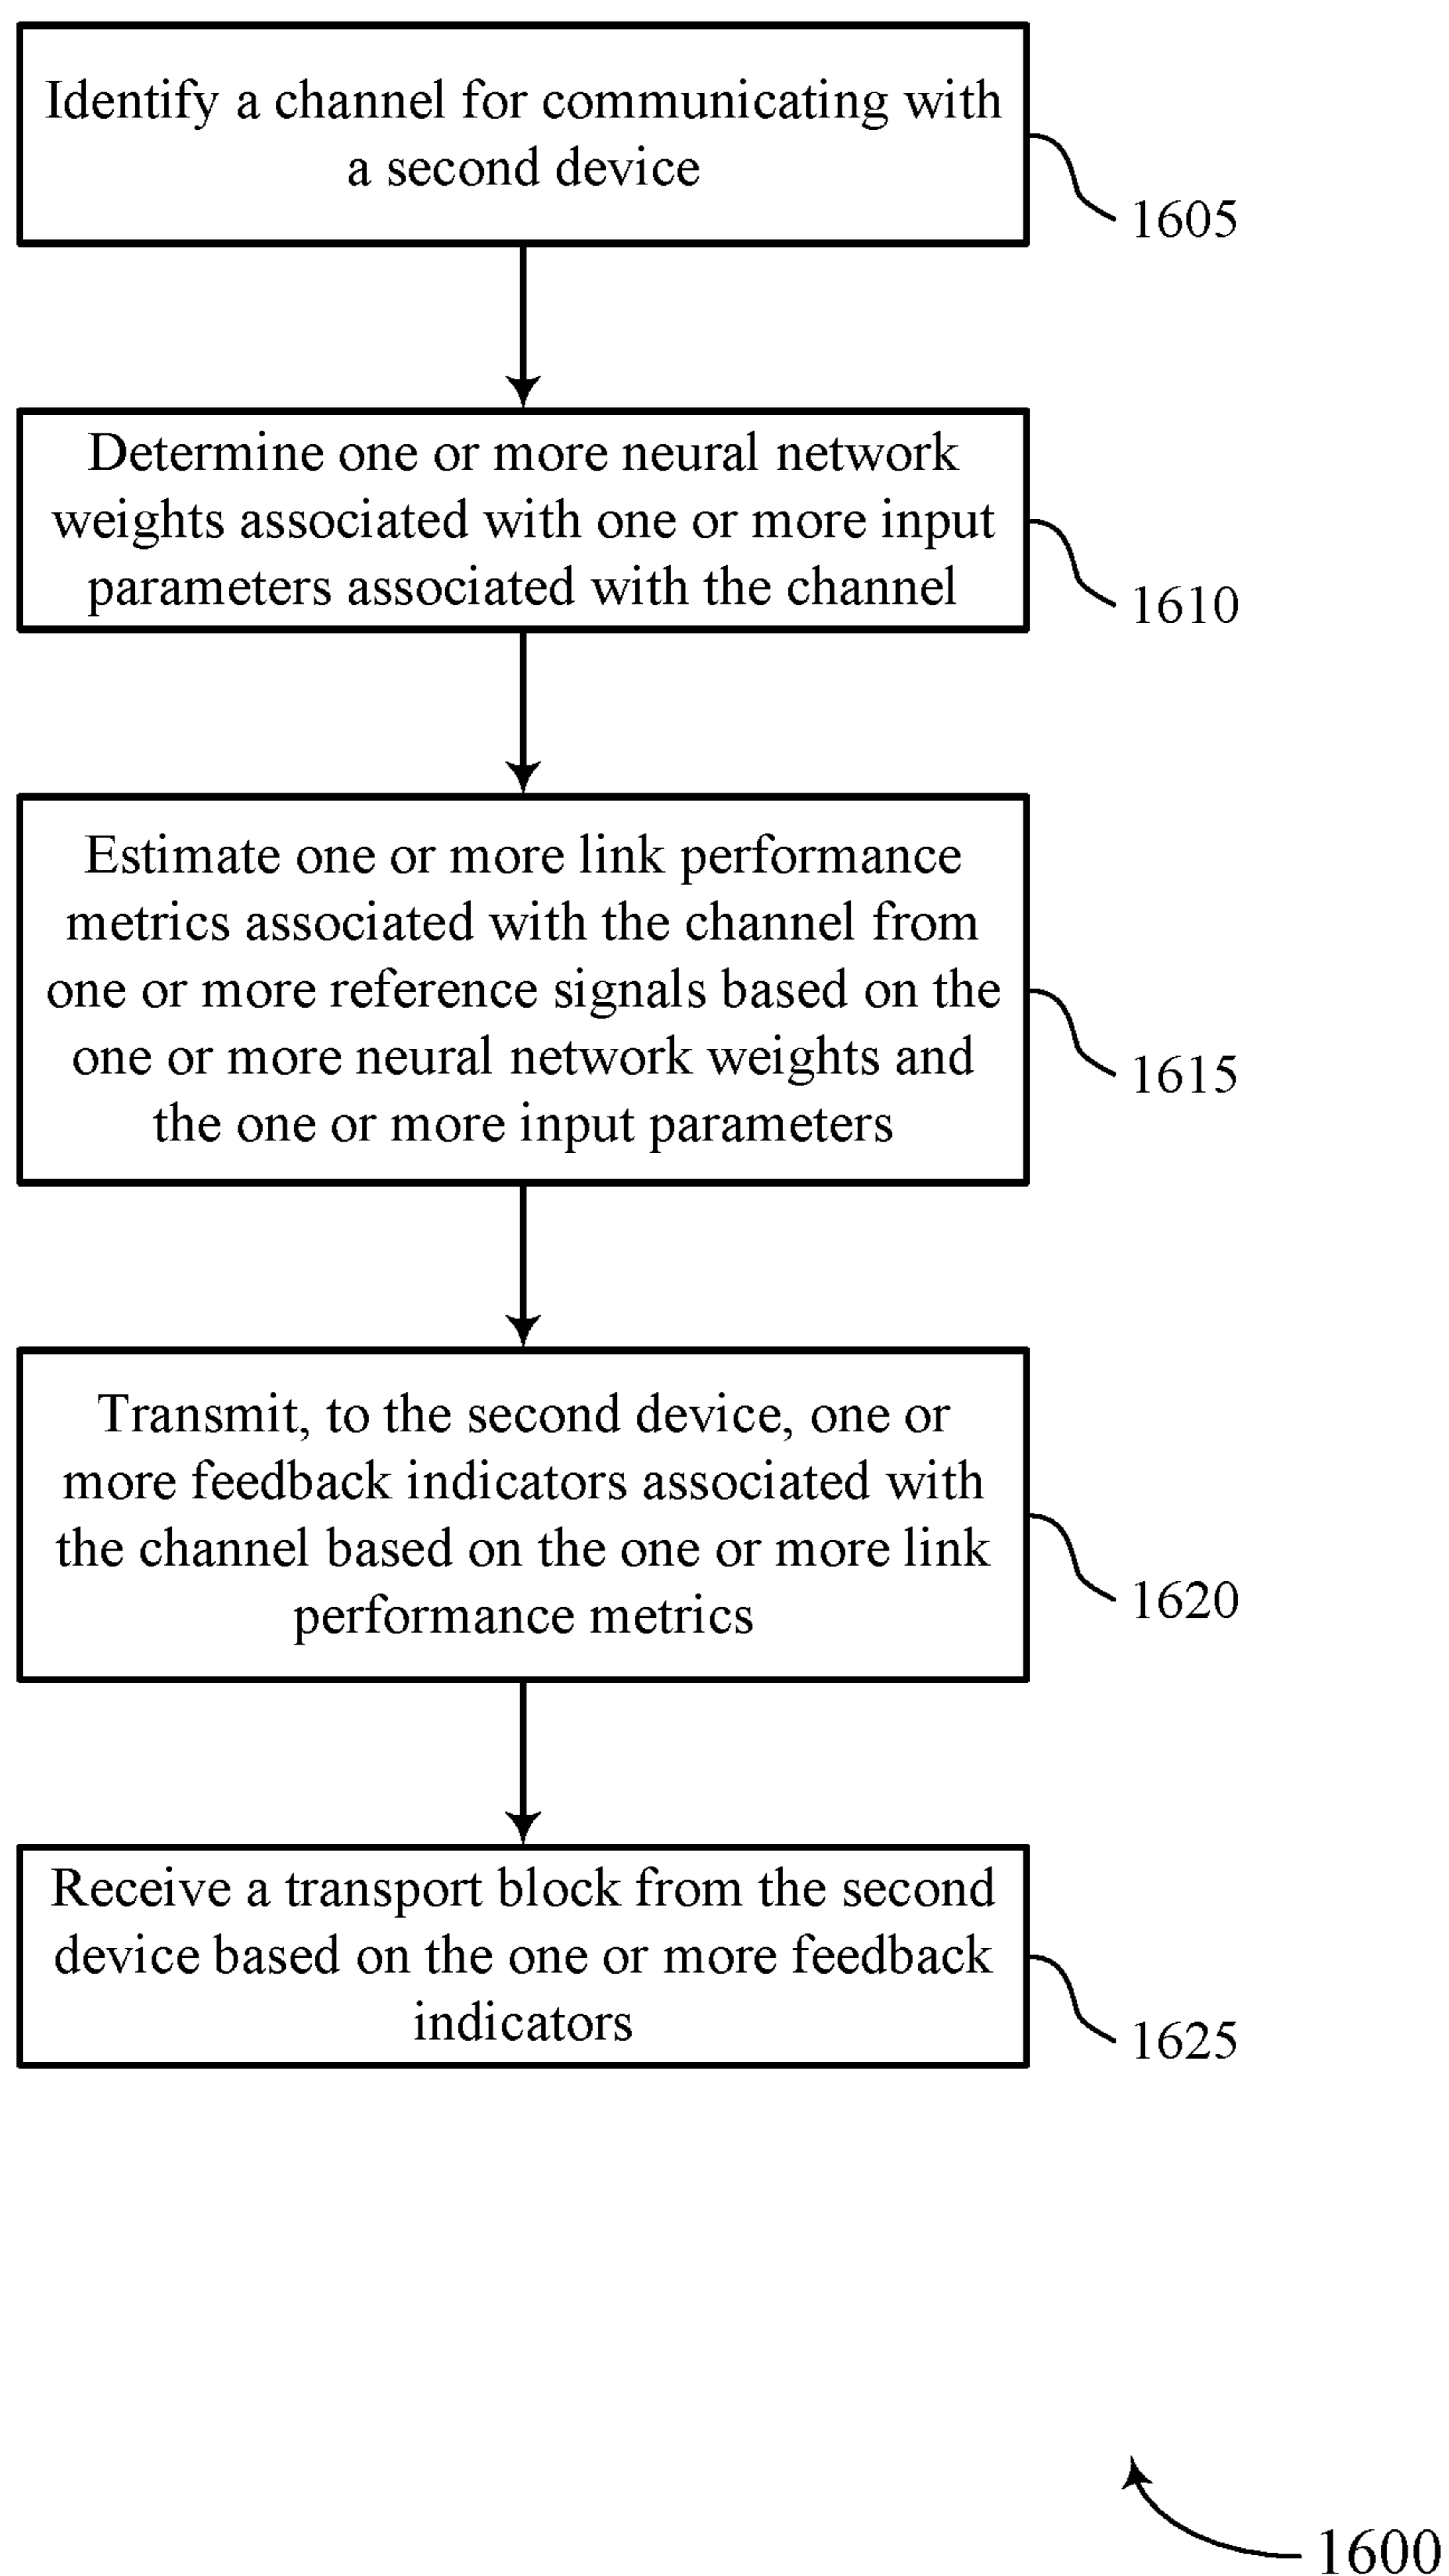 Identify a channel for communicating with
a second device
1605
Determine one or more neural network
weights associated with one or more input
parameters associated with the channel
1610
Estimate one or more link performance
metrics associated with the channel from
one or more reference signals based on the
one or more neural network weights and
the one or more input parameters
1615
Transmit, to the second device, one or
more feedback indicators associated with
the channel based on the one or more link
performance metrics
1620
Receive a transport block from the second
device based on the one or more feedback
indicators
1625
1600